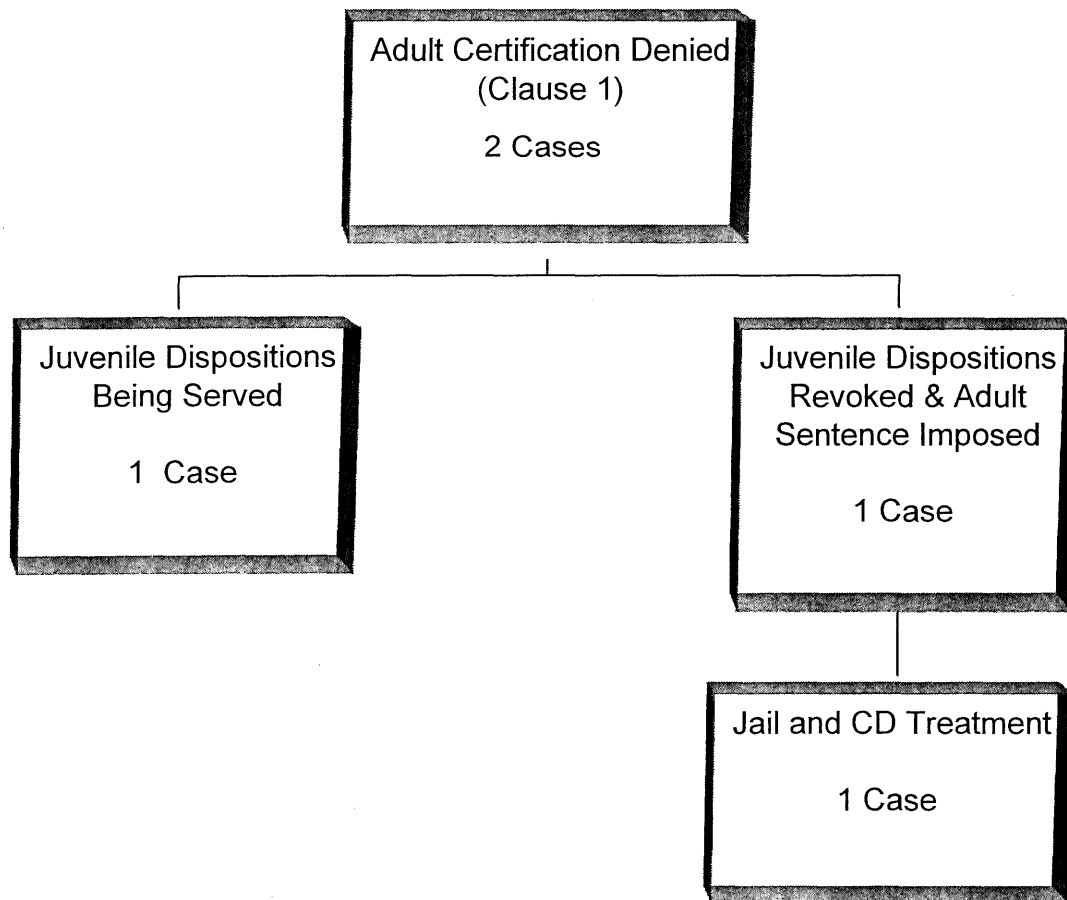 Adult Certification Denied
(Clause 1)
2 Cases
Juvenile Dispositions
Being Served
1 Case
Juvenile Dispositions
Revoked & Adult
Sentence Imposed
1 Case
Jail and CD Treatment
1 Case